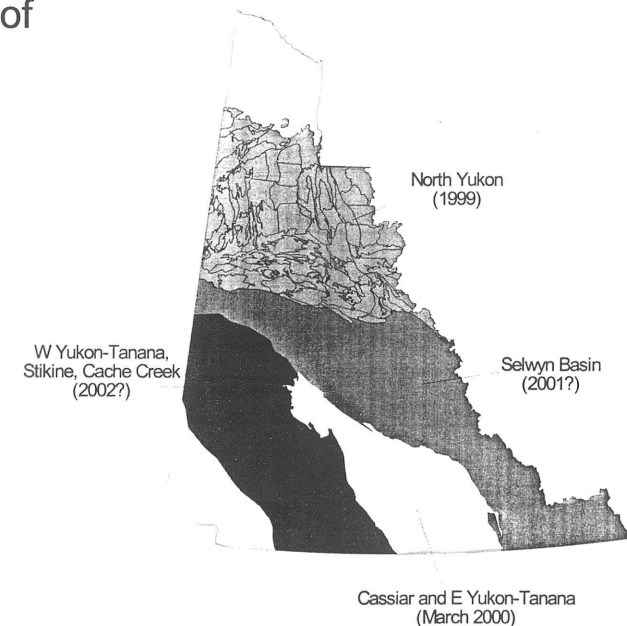 of
North Yukon
(1999)
W Yukon-Tanana,
Stikine, Cache Creek
(2002?)
Selwyn Basin
(2001?)
Cassiar and E Yukon-Tanana
(March 2000)